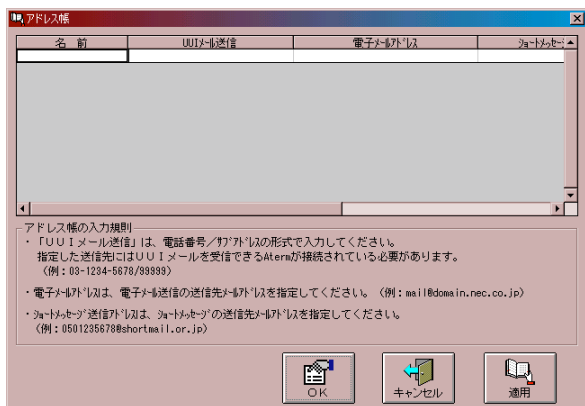 アドレス帳
名　前　UUIメール送信　電子メールアドレス　ショートメッセージ
アドレス帳の入力規則
・「ＵＵＩメール送信」は、電話番号／サブアドレスの形式で入力してください。
指定した送信先にはＵＵＩメールを受信できるAtermが接続されている必要があります。
（例：03-1234-5678/99999）
・電子メールアドレスは、電子メール送信の送信先メールアドレスを指定してください。（例：mail@domain.nec.co.jp）
・ショートメッセージ送信アドレスは、ショートメッセージの送信先メールアドレスを指定してください。
（例：0501235678@shortmail.or.jp）
ＯＫ　キャンセル　適用